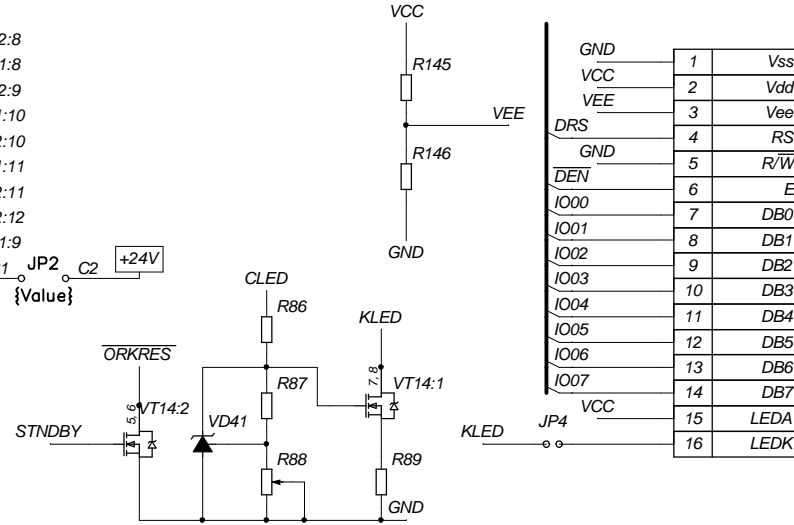 2:8
1:8
2:9
1:10
2:10
1:11
2:11
2:12
1:9
1 JP2 C2 +24V
{Value}
VCC
R145
VEE
R146
GND
GND 1 Vss
VCC 2 Vdd
VEE 3 Vee
DRS 4 RS
GND 5 R/W
DEN 6 E
IO00 7 DB0
IO01 8 DB1
IO02 9 DB2
IO03 10 DB3
IO04 11 DB4
IO05 12 DB5
IO06 13 DB6
IO07 14 DB7
VCC 15 LEDA
KLED JP4 16 LEDK
CLED
R86
KLED
ORKRES
R87
7, 8
VT14:1
5, 6
VT14:2
VD41
STNDBY
R88
R89
GND